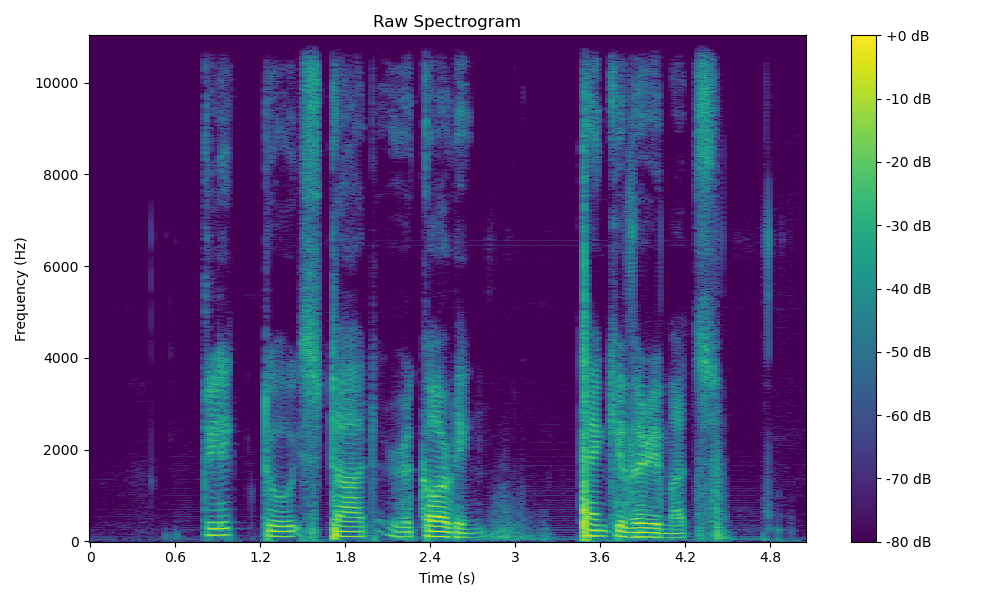 Raw Spectrogram
Frequency (Hz)
10000
8000
6000
4000
2000
0
0 0.6 1.2 1.8 2.4 3 3.6 4.2 4.8
Time (s)
+0 dB
-10 dB
-20 dB
-30 dB
-40 dB
-50 dB
-60 dB
-70 dB
-80 dB